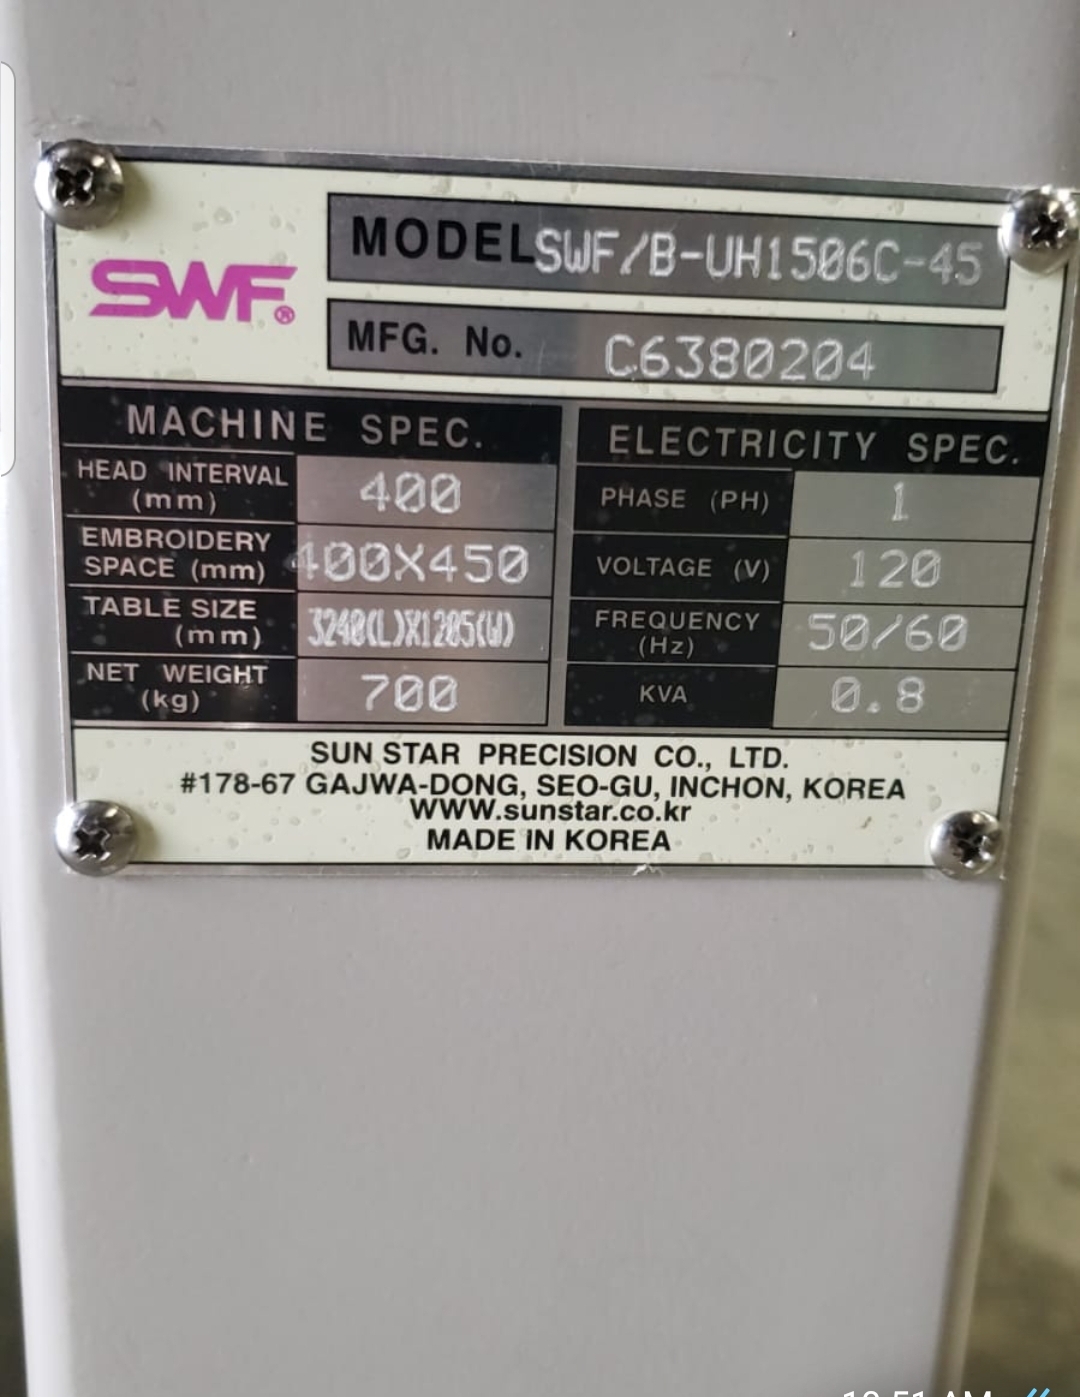 SWF®
MODEL SWF/B-UH1506C-45
MFG. No. C6380204
MACHINE SPEC.
HEAD INTERVAL (mm) 400
EMBROIDERY SPACE (mm) 400X450
TABLE SIZE (mm) 3240(L)X1205(W)
NET WEIGHT (kg) 700
ELECTRICITY SPEC.
PHASE (PH) 1
VOLTAGE (V) 120
FREQUENCY (Hz) 50/60
KVA 0.8
SUN STAR PRECISION CO., LTD.
#178-67 GAJWA-DONG, SEO-GU, INCHON, KOREA
WWW.sunstar.co.kr
MADE IN KOREA